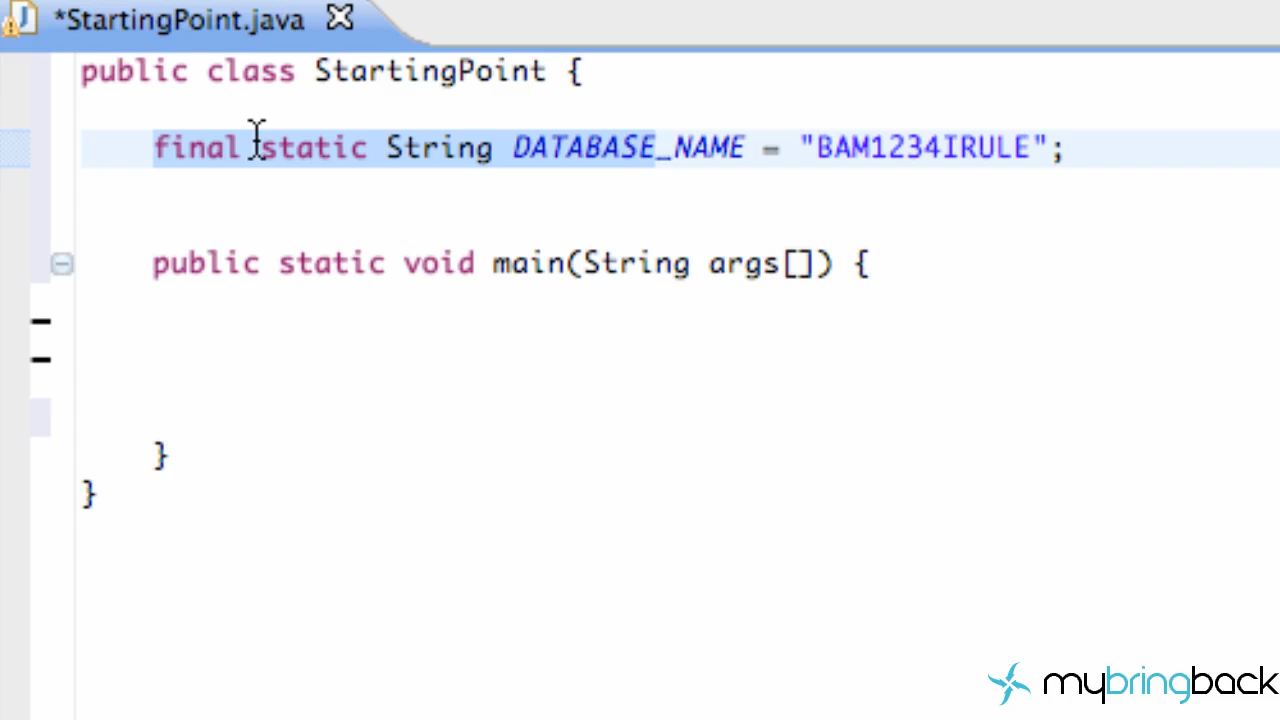 *StartingPoint.java
public class StartingPoint {
final static String DATABASE_NAME = "BAM1234IRULE";
public static void main(String args[]) {
}
}
mybringback